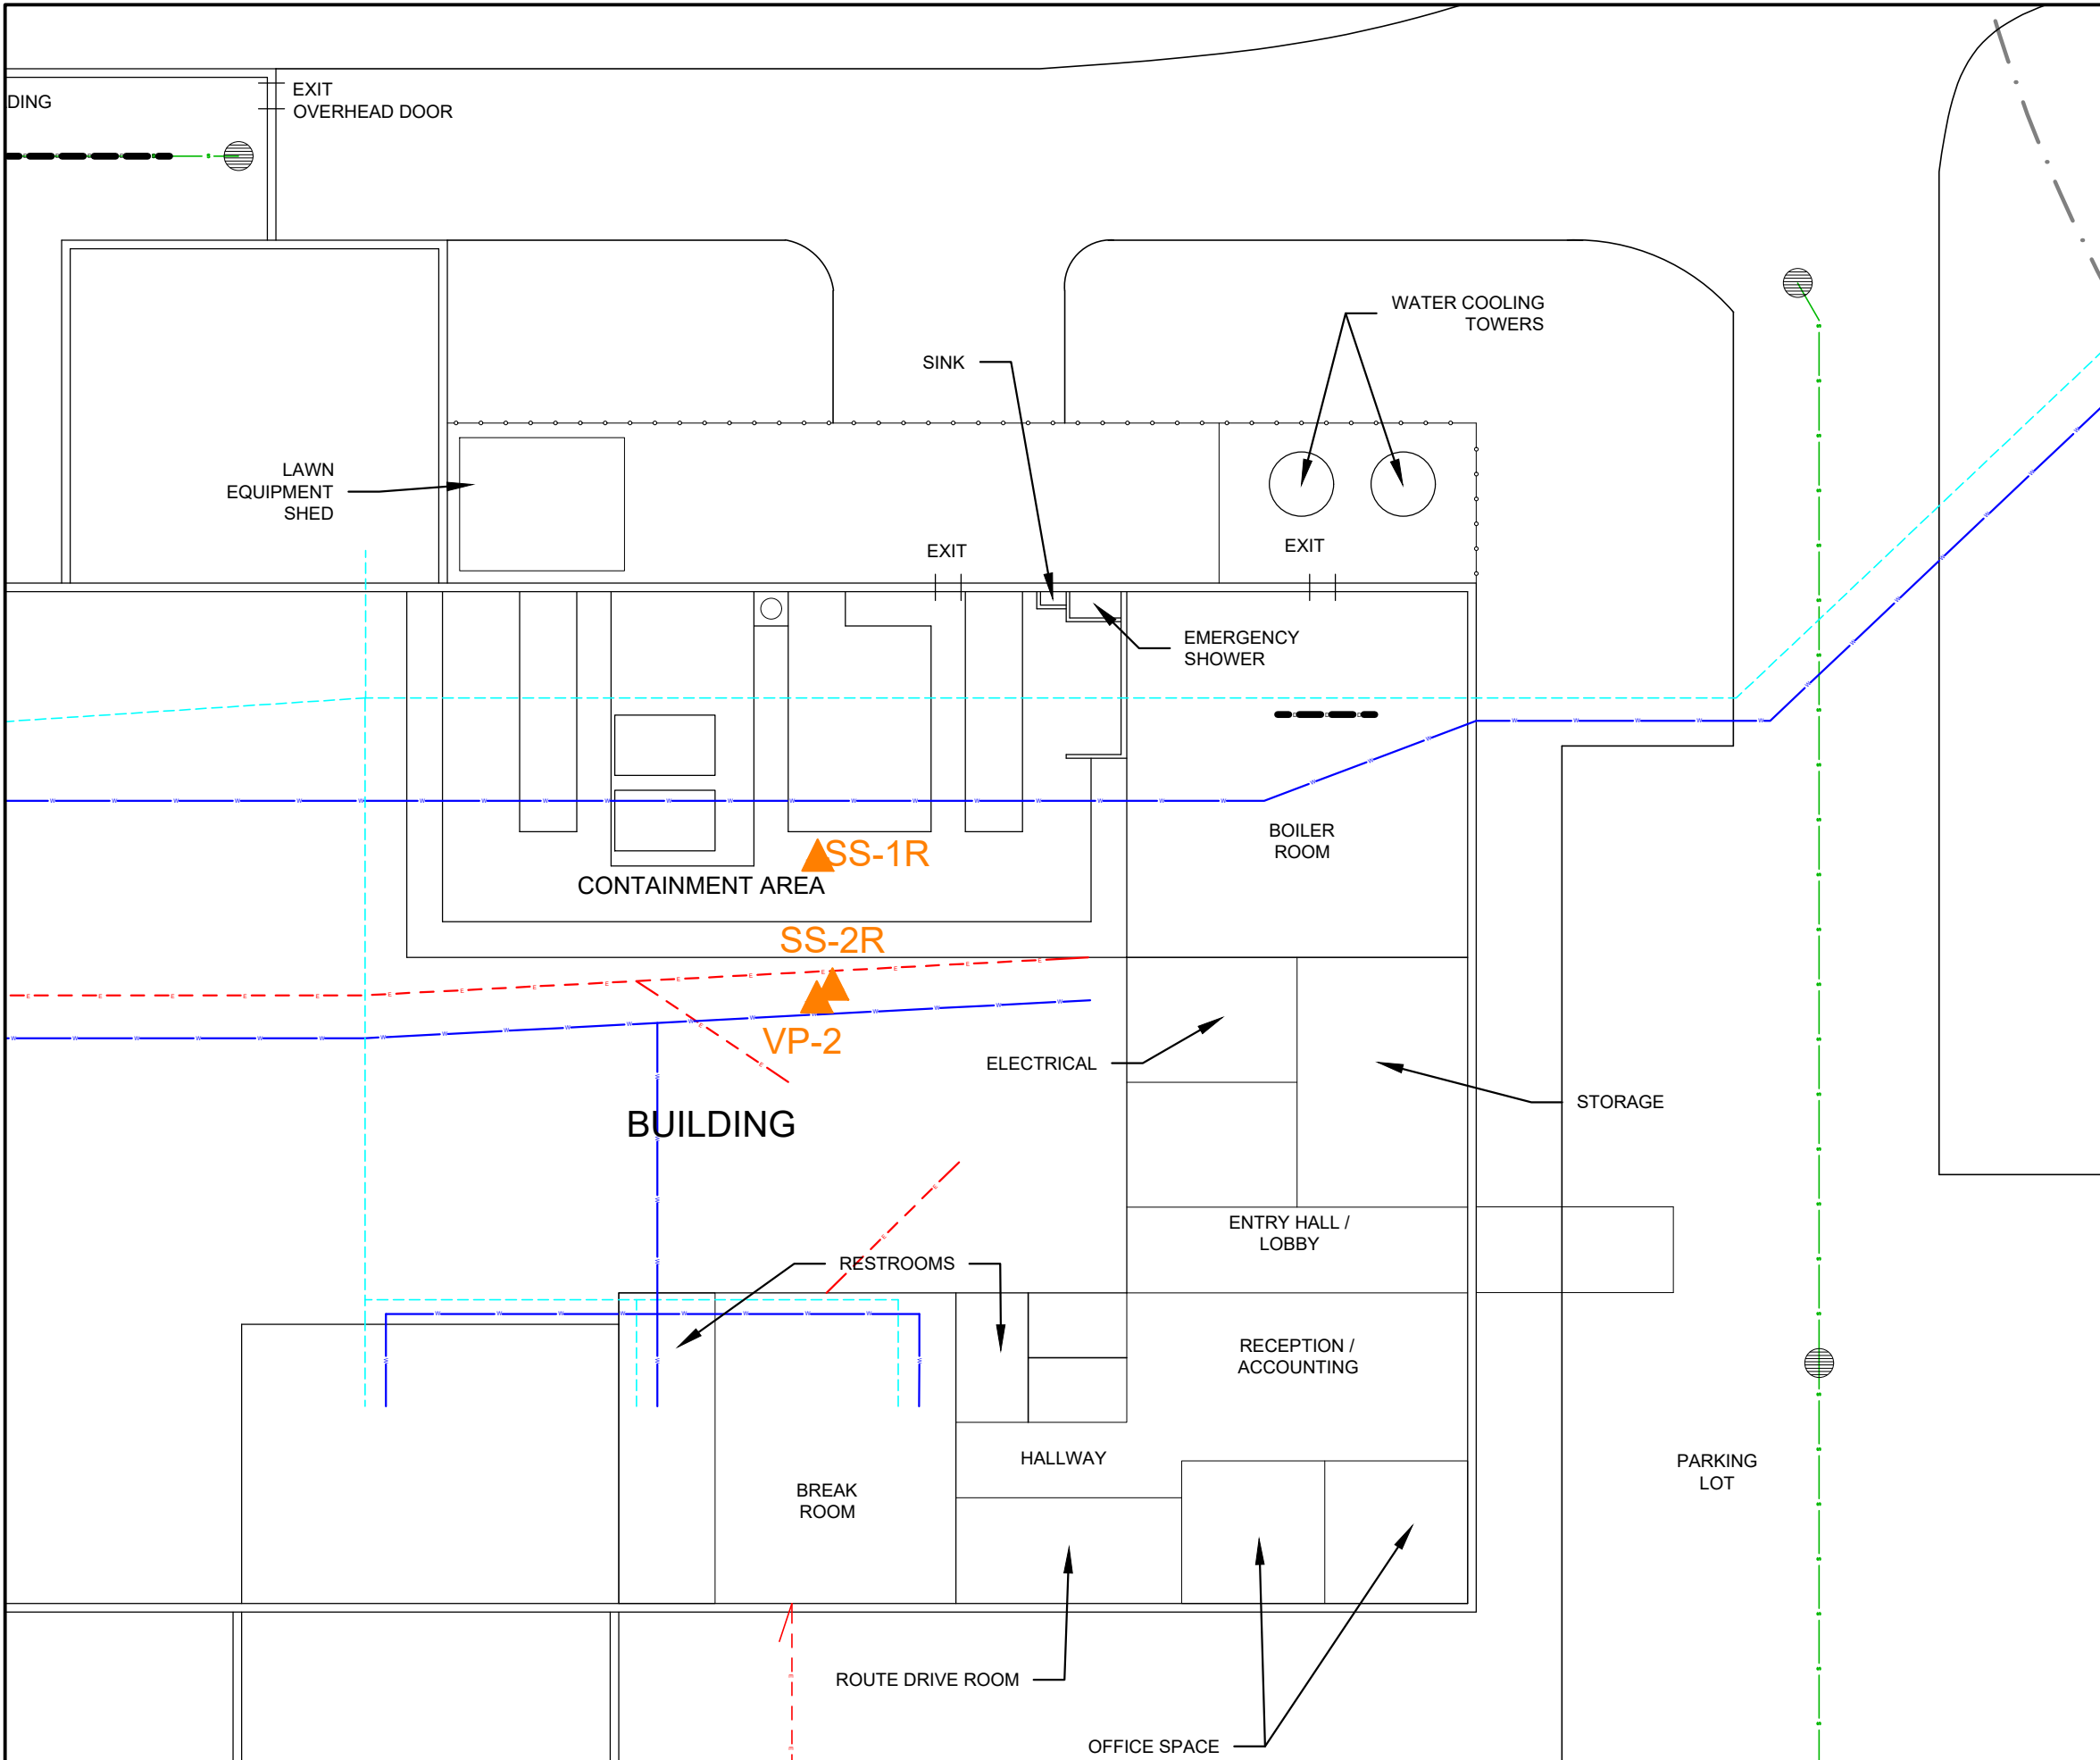 EXIT
OVERHEAD DOOR
DING
WATER COOLING
TOWERS
SINK
LAWN
EQUIPMENT
SHED
EXIT
EXIT
EMERGENCY
SHOWER
BOILER
ROOM
SS-1R
CONTAINMENT AREA
SS-2R
VP-2
ELECTRICAL
STORAGE
BUILDING
ENTRY HALL /
LOBBY
RESTROOMS
RECEPTION /
ACCOUNTING
HALLWAY
PARKING
LOT
BREAK
ROOM
ROUTE DRIVE ROOM
OFFICE SPACE